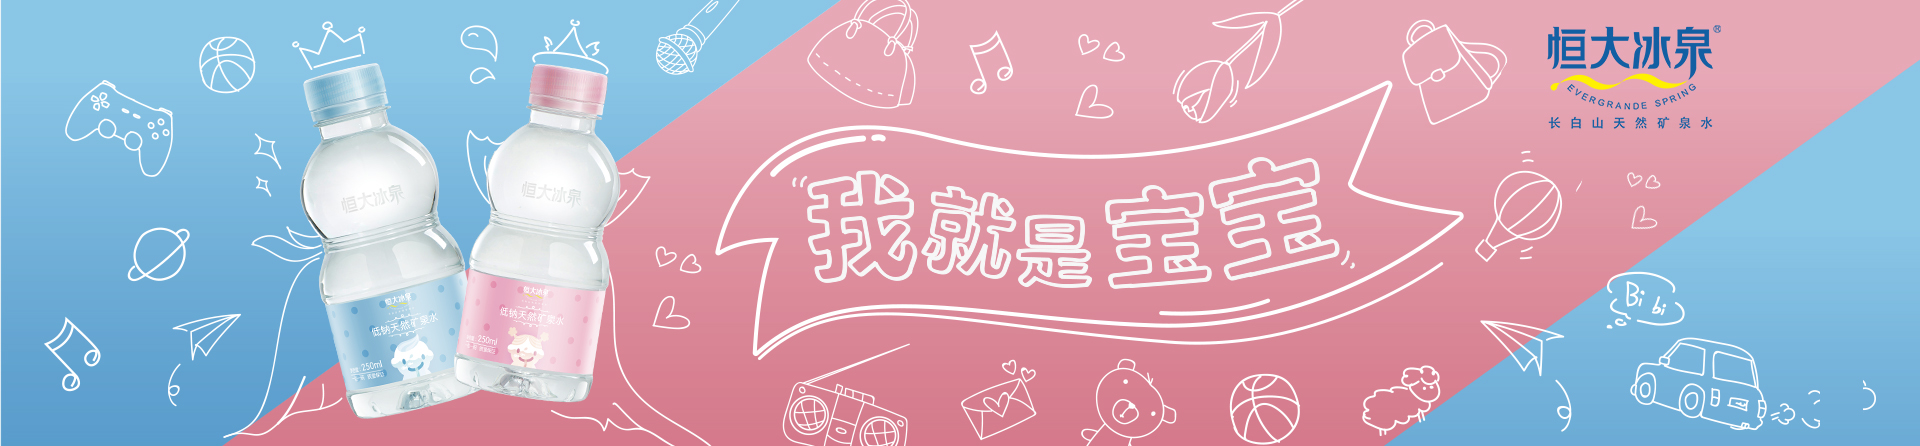 恒大冰泉®
EVERGRANDE SPRING
长白山天然矿泉水
“我就是宝宝”
恒大冰泉
恒大冰泉
恒大冰泉
低钠天然矿泉水
250ml
恒大冰泉
低钠天然矿泉水
250ml
Bi bi